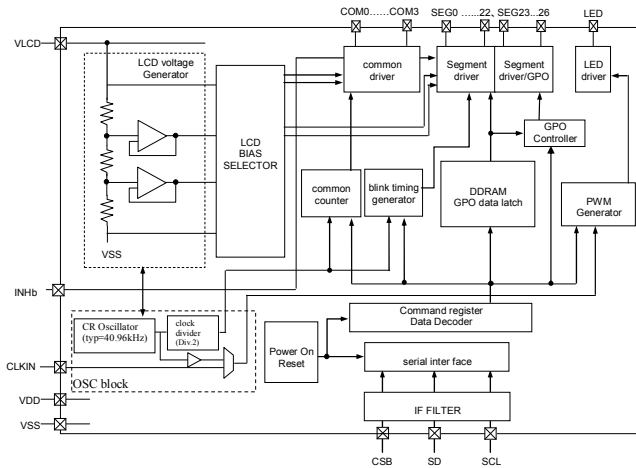 COM0……COM3
SEG0 ……22、SEG23…26
LED
VLCD
LCD voltage
Generator
common
driver
Segment
driver
Segment
driver/GPO
LED
driver
LCD
BIAS
SELECTOR
GPO
Controller
common
counter
blink timing
generator
DDRAM
GPO data latch
PWM
Generator
VSS
INHb
CR Oscillator
(typ=40.96kHz)
clock
divider
(Div.2)
Command register
Data Decoder
Power On
Reset
serial inter face
CLKIN
OSC block
VDD
IF FILTER
VSS
CSB
SD
SCL